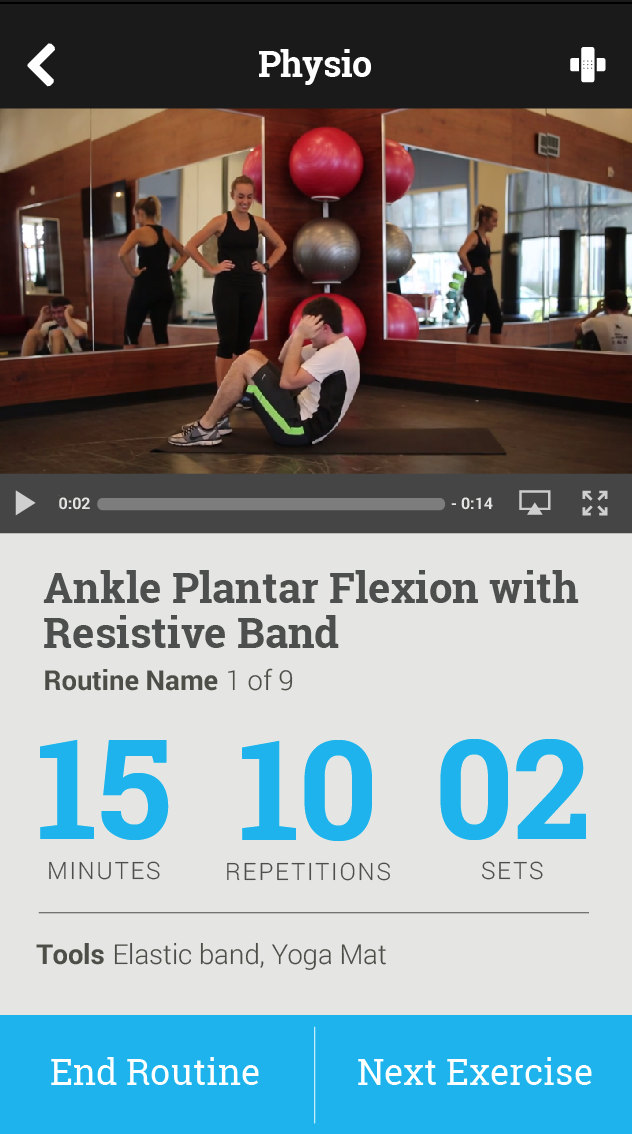 Physio
0:02 - 0:14
Ankle Plantar Flexion with
Resistive Band
Routine Name 1 of 9
15 10 02
MINUTES REPETITIONS SETS
Tools Elastic band, Yoga Mat
End Routine Next Exercise